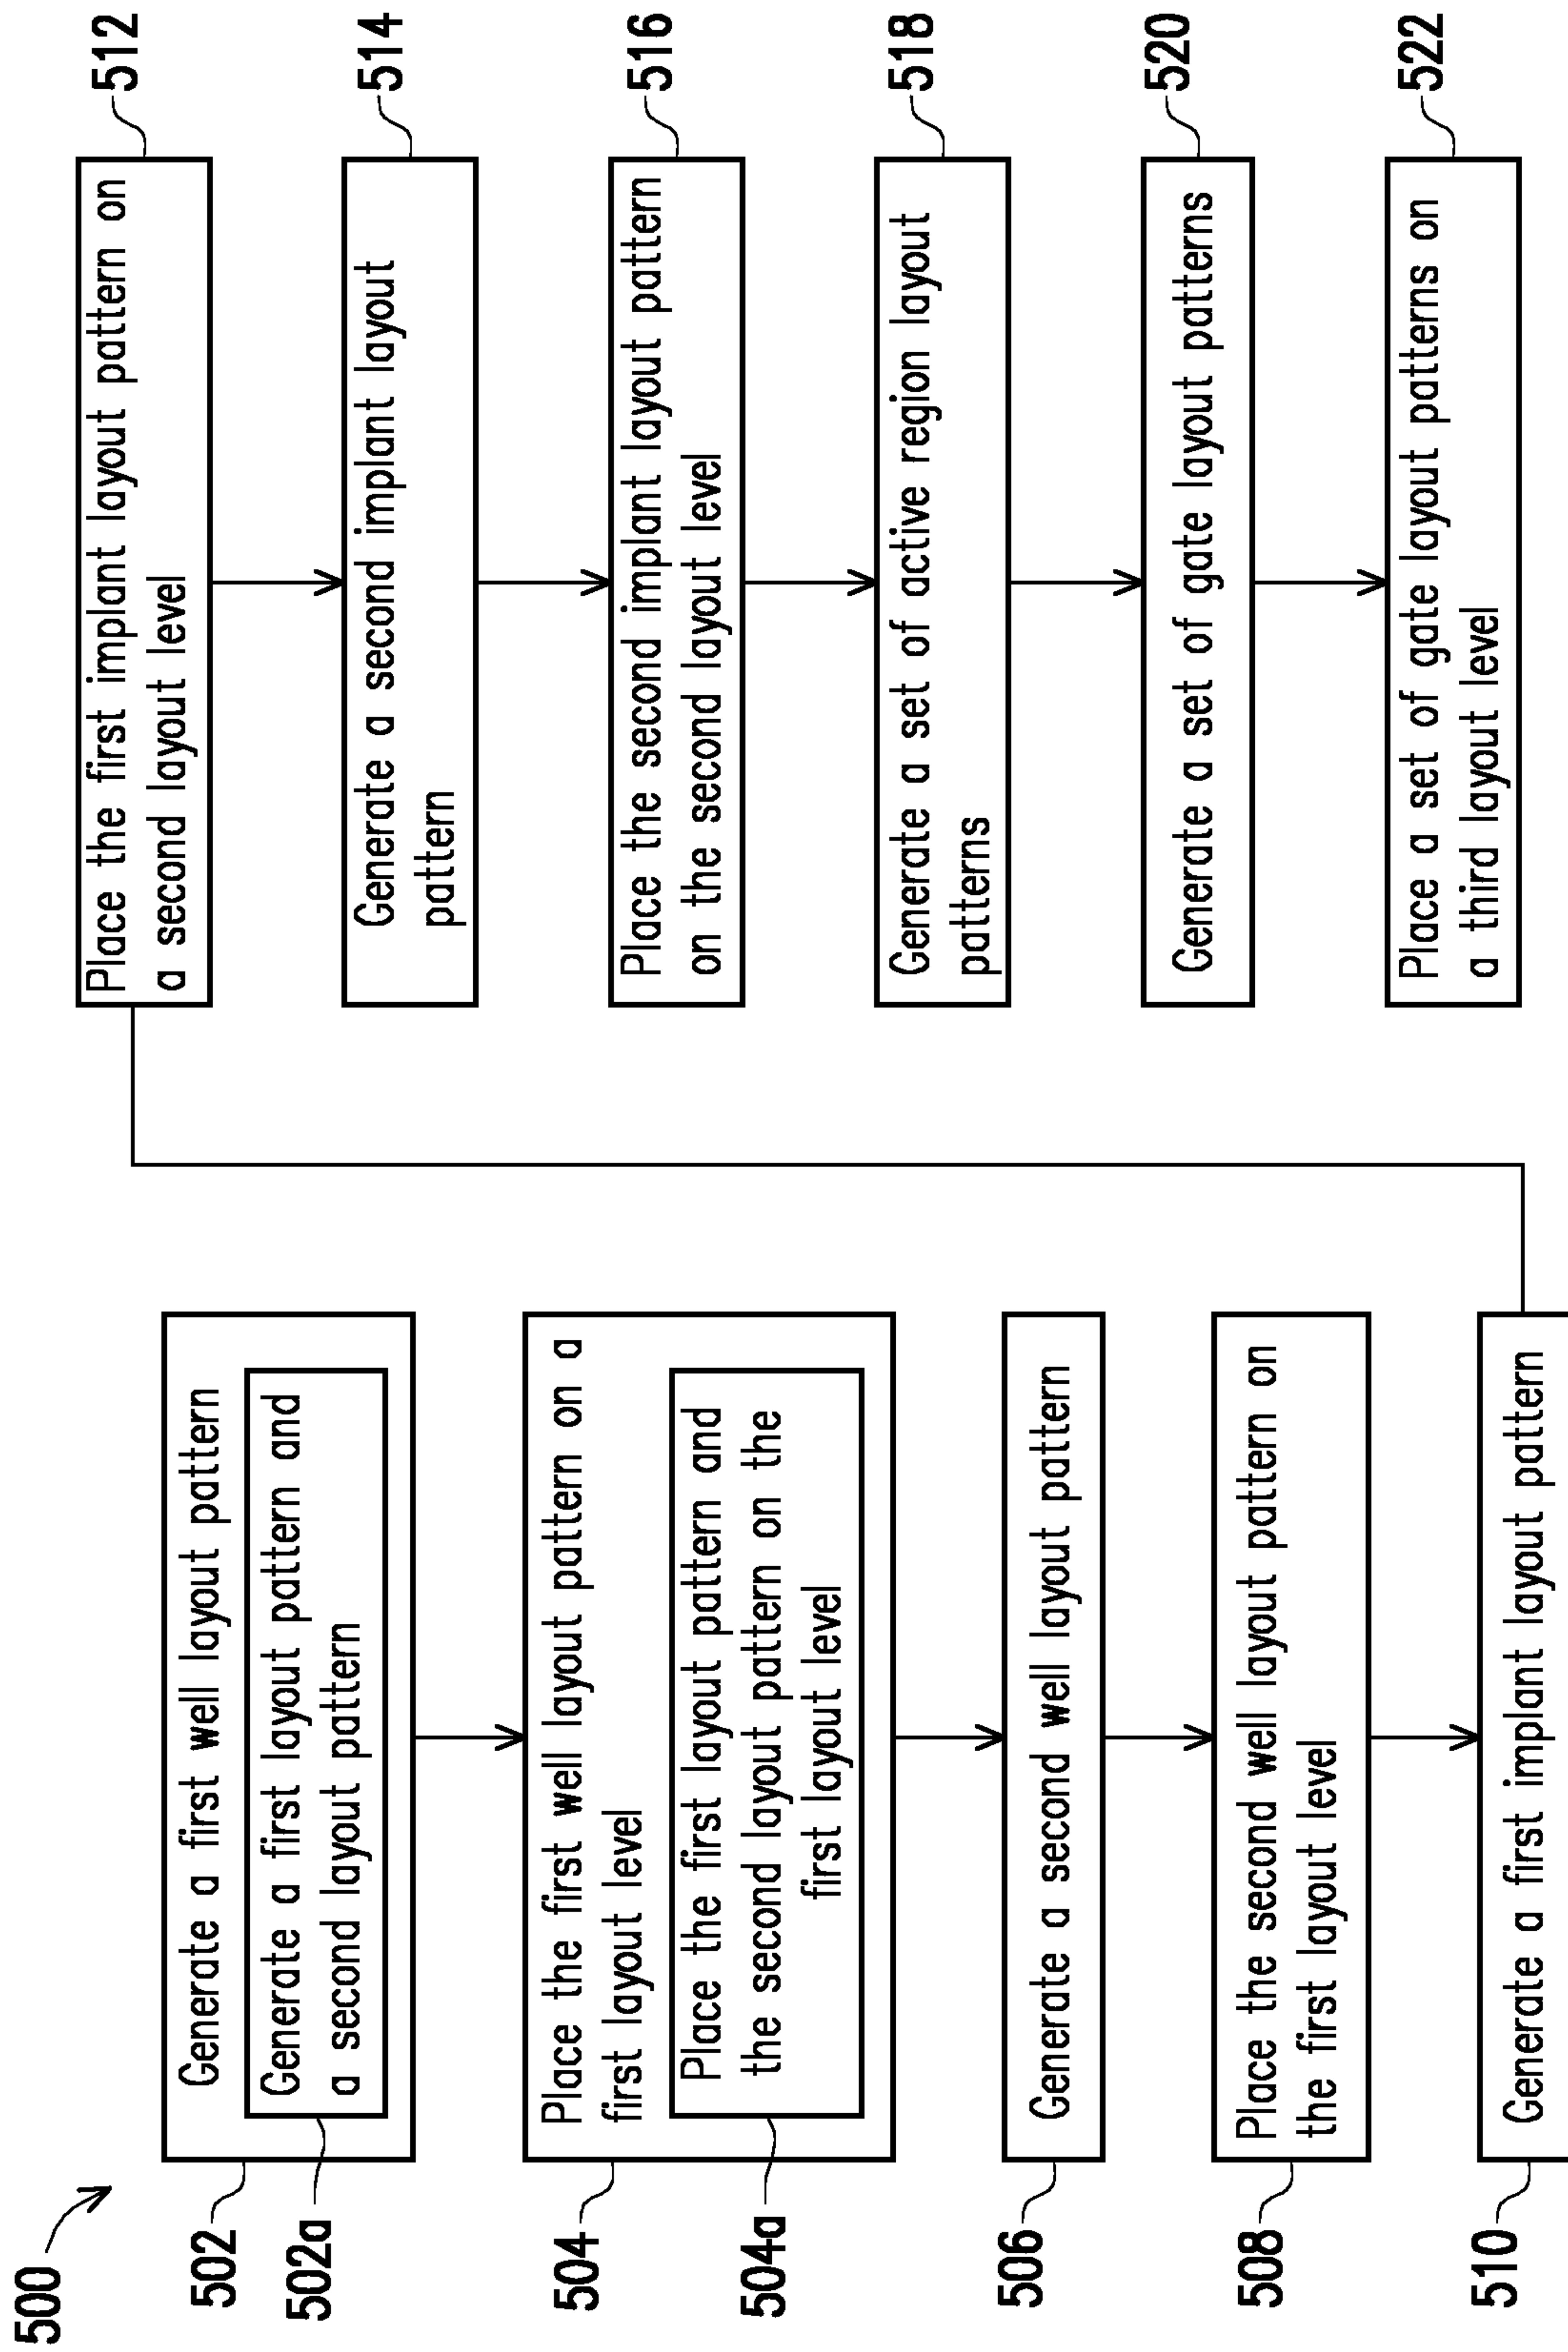 500
502
Generate a first well layout pattern
502a
Generate a first layout pattern and
a second layout pattern
504
Place the first well layout pattern on a
first layout level
504a
Place the first layout pattern and
the second layout pattern on the
first layout level
506
Generate a second well layout pattern
508
Place the second well layout pattern on
the first layout level
510
Generate a first implant layout pattern
Place the first implant layout pattern on
a second layout level
512
Generate a second implant layout
pattern
514
Place the second implant layout pattern
on the second layout level
516
Generate a set of active region layout
patterns
518
Generate a set of gate layout patterns
520
Place a set of gate layout patterns on
a third layout level
522